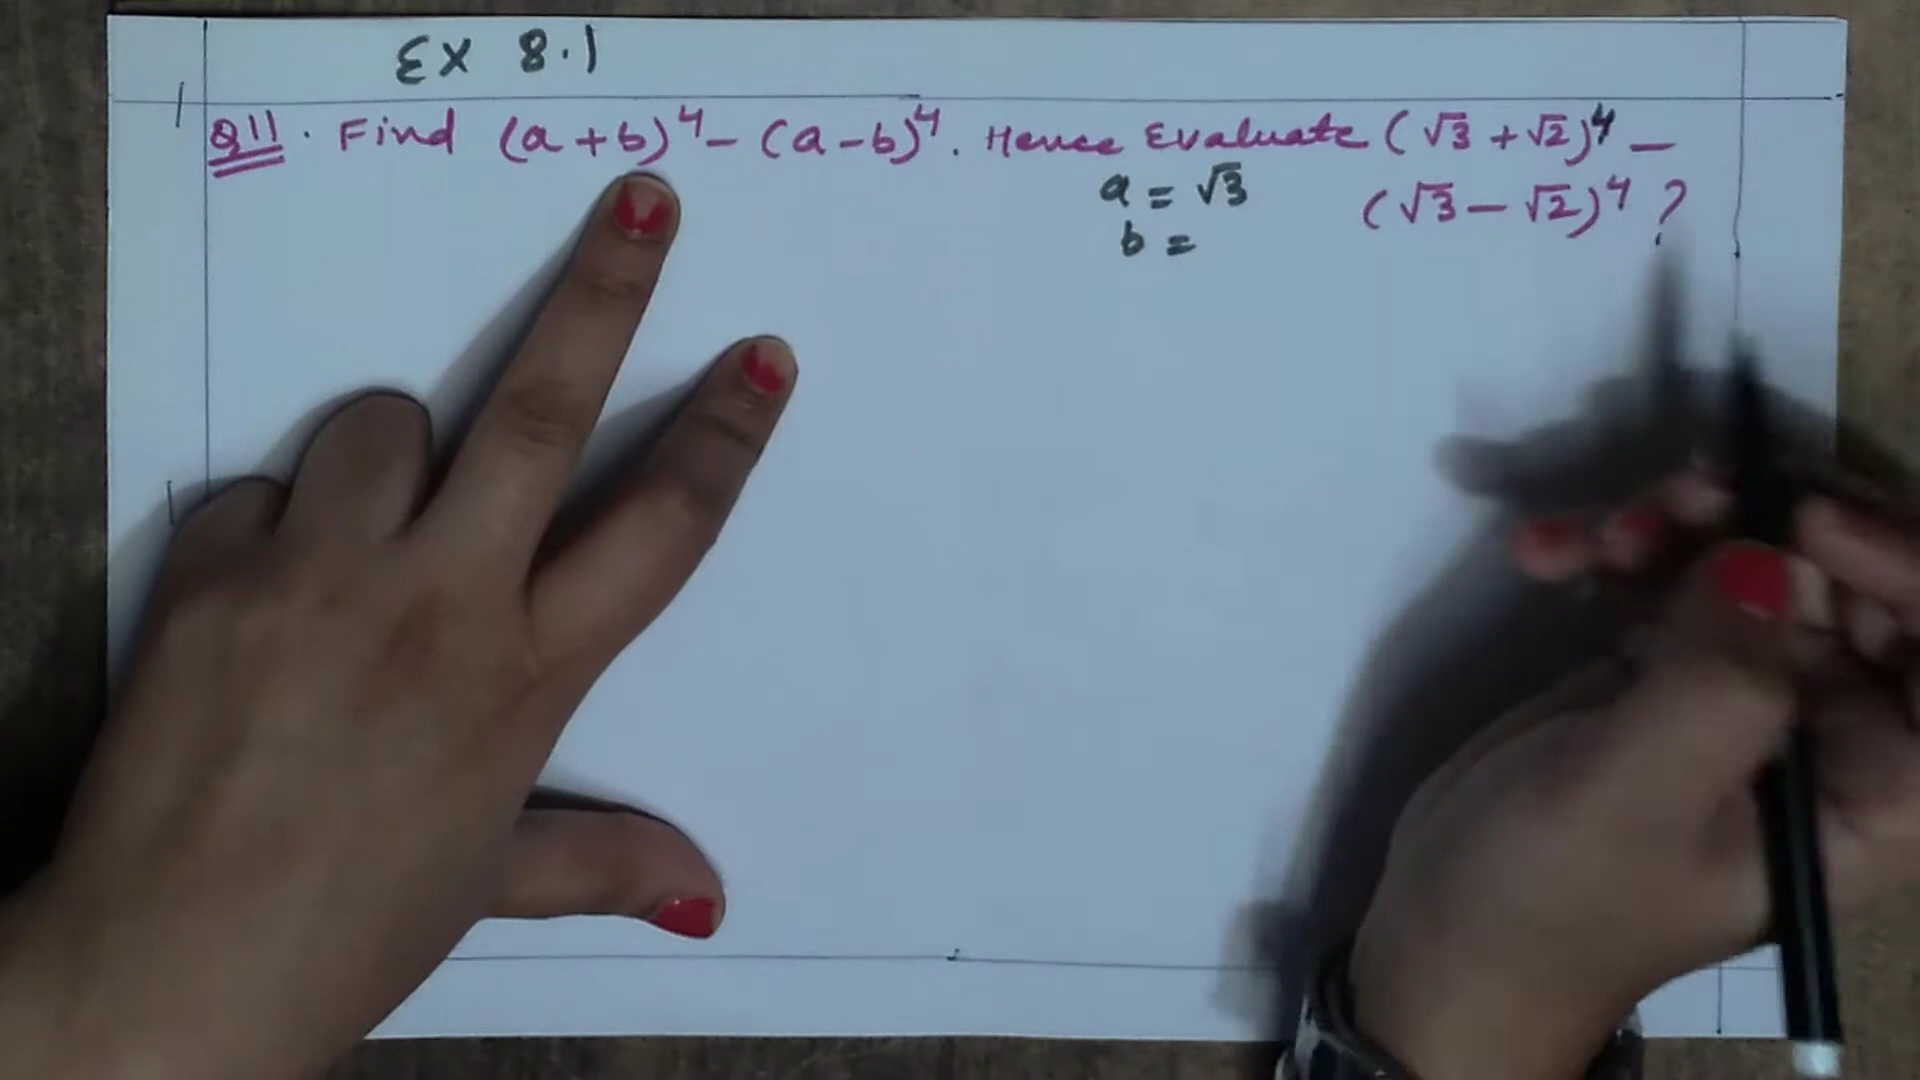 Ex 8.1
Q11. Find (a+b)⁴ - (a-b)⁴. Hence Evaluate (√3 + √2)⁴ -
(√3 - √2)⁴ ?
a = √3
b =